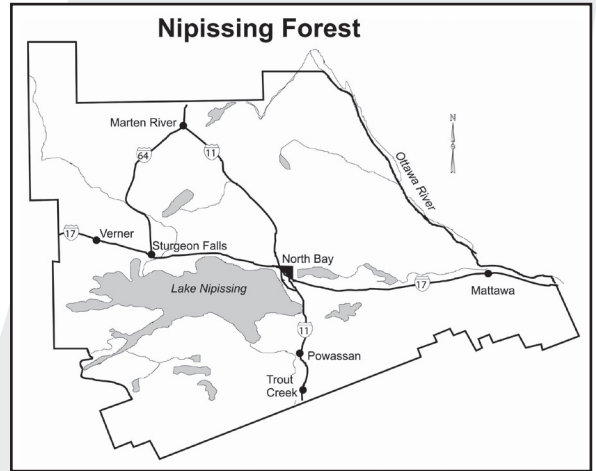 Nipissing Forest
Marten River
64
11
N
Ottawa River
17
Verner
Sturgeon Falls
North Bay
Lake Nipissing
17
Mattawa
11
Powassan
Trout
Creek